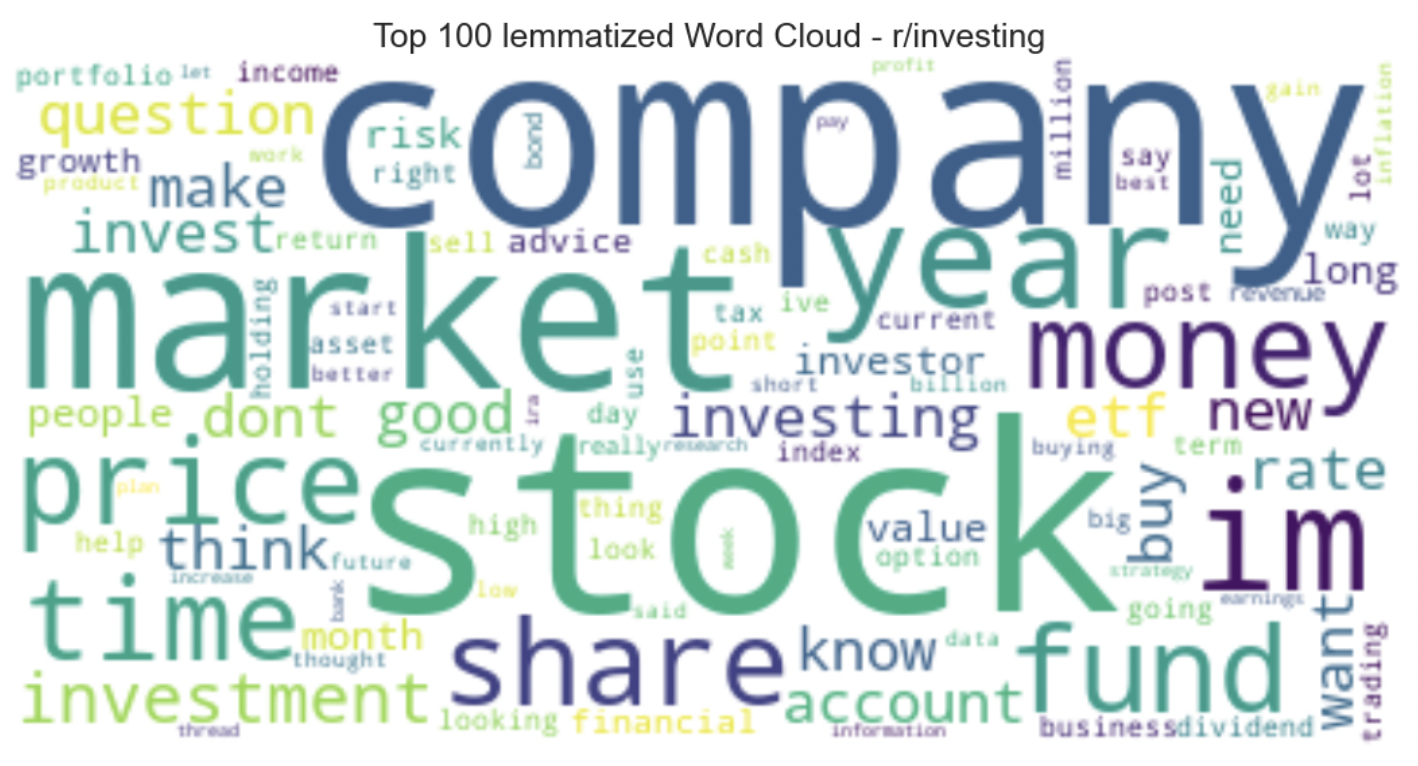 Top 100 lemmatized Word Cloud - r/investing
portfolio let income profit million gain inflation
question company risk bond pay say lot
growth work right best need
product make
invest return sell advice cash year way
market long
holding start tax ive current post revenue
asset point money
better use short investor billion
people dont good ira day investing etf new
currently really research index buying term
price plan stock rate
help think high thing week value big buy im
future look option
increase low strategy
time bank said going earnings want
month share know data fund trading
thought
investment looking financial account business dividend
thread information